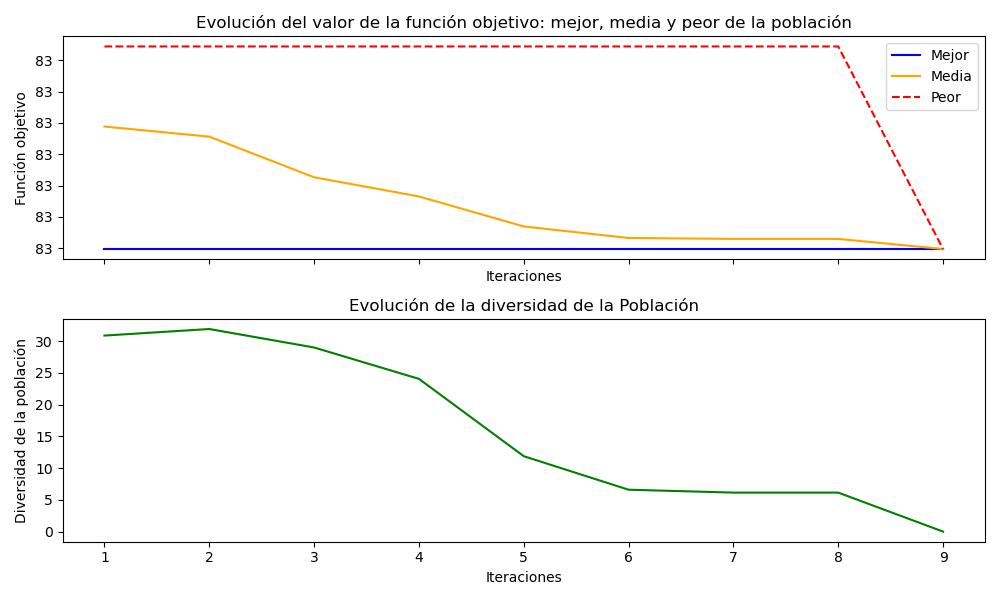 Evolución del valor de la función objetivo: mejor, media y peor de la población
Función objetivo
83
83
83
83
83
83
83
Mejor
Media
Peor
Iteraciones
Evolución de la diversidad de la Población
Diversidad de la población
30
25
20
15
10
5
0
1 2 3 4 5 6 7 8 9
Iteraciones